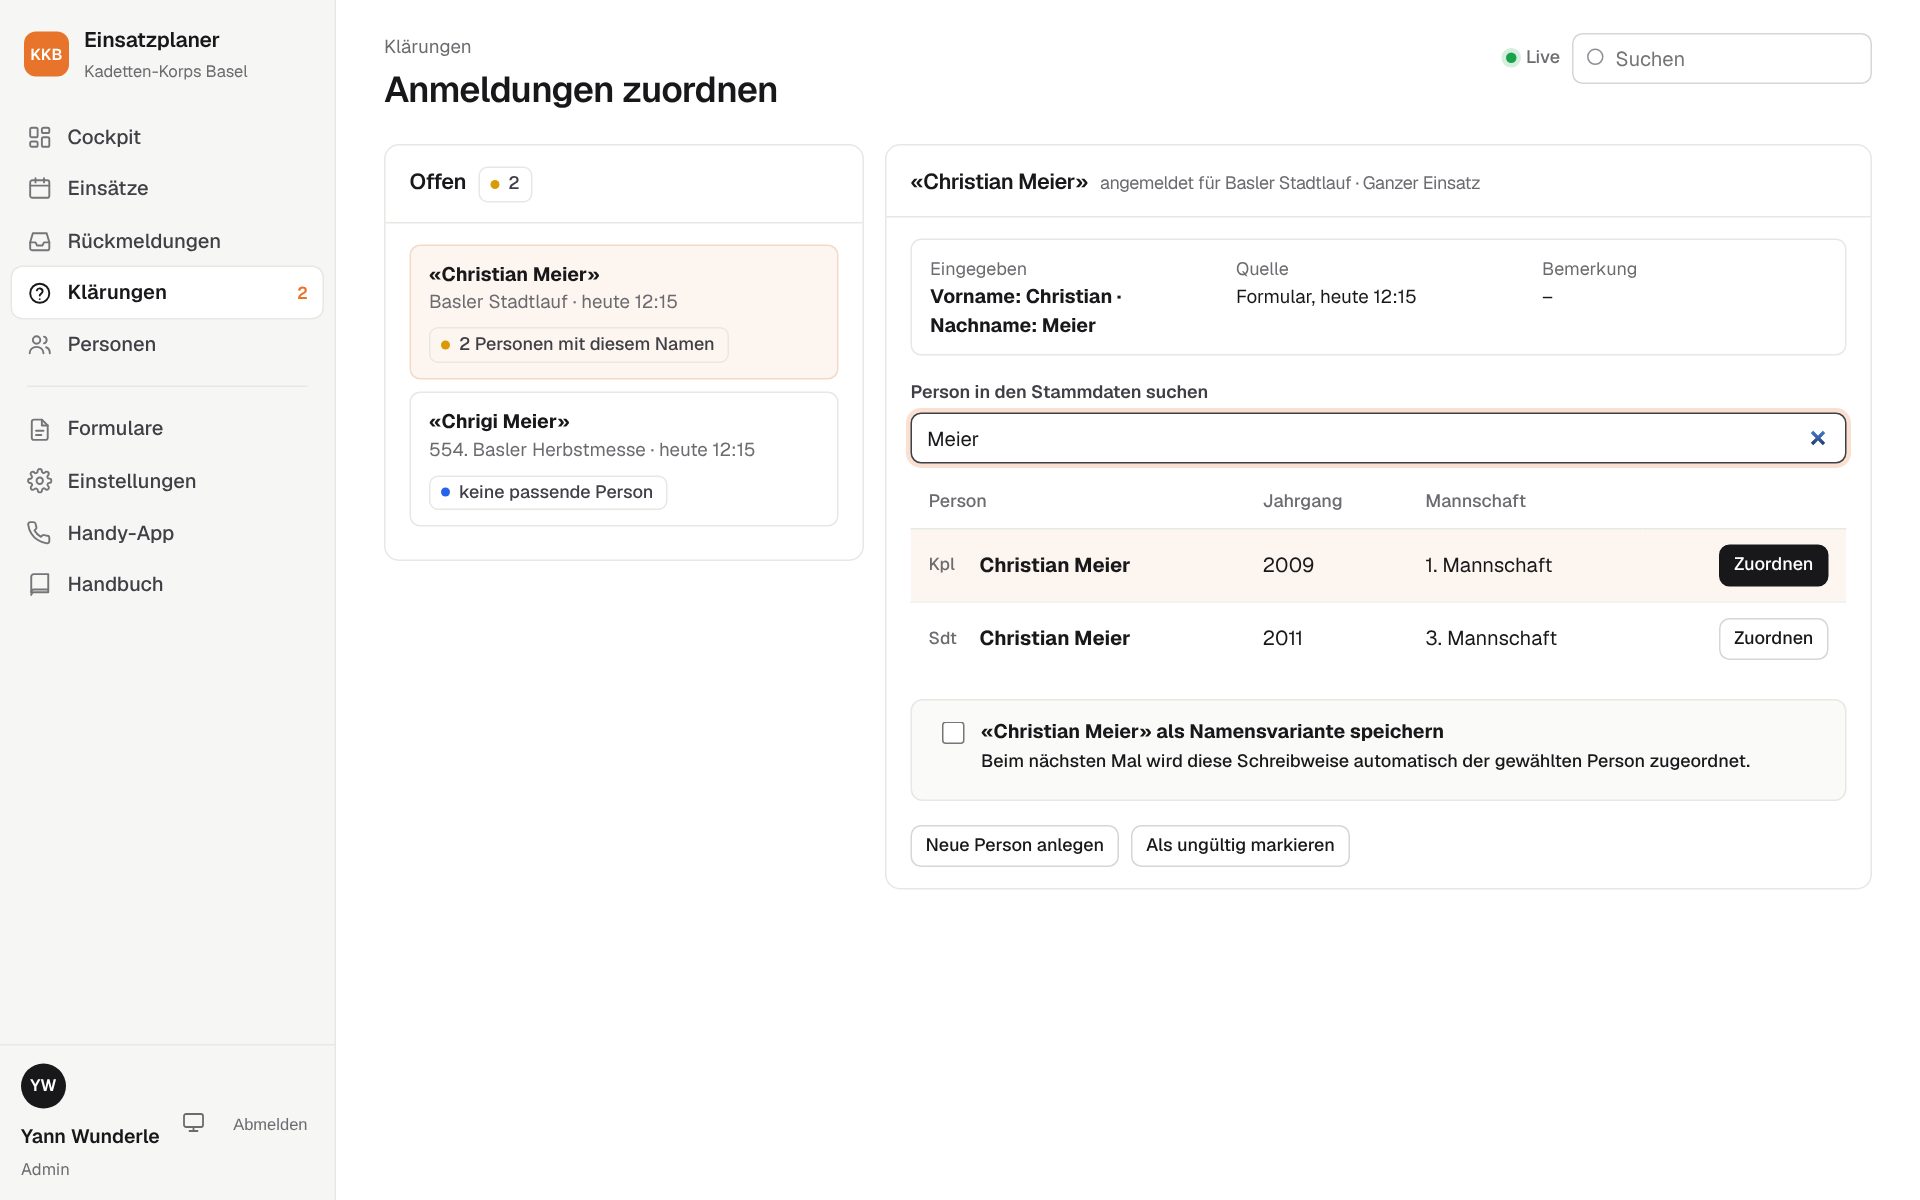 KKB
Einsatzplaner
Kadetten-Korps Basel
Cockpit
Einsätze
Rückmeldungen
Klärungen 2
Personen
Formulare
Einstellungen
Handy-App
Handbuch
YW
Yann Wunderle
Admin
Abmelden
Klärungen
Anmeldungen zuordnen
Live
Suchen
Offen 2
«Christian Meier»
Basler Stadtlauf · heute 12:15
2 Personen mit diesem Namen
«Chrigi Meier»
554. Basler Herbstmesse · heute 12:15
keine passende Person
«Christian Meier» angemeldet für Basler Stadtlauf · Ganzer Einsatz
Eingegeben Quelle Bemerkung
Vorname: Christian · Formular, heute 12:15 –
Nachname: Meier
Person in den Stammdaten suchen
Meier
Person Jahrgang Mannschaft
Kpl Christian Meier 2009 1. Mannschaft Zuordnen
Sdt Christian Meier 2011 3. Mannschaft Zuordnen
«Christian Meier» als Namensvariante speichern
Beim nächsten Mal wird diese Schreibweise automatisch der gewählten Person zugeordnet.
Neue Person anlegen Als ungültig markieren